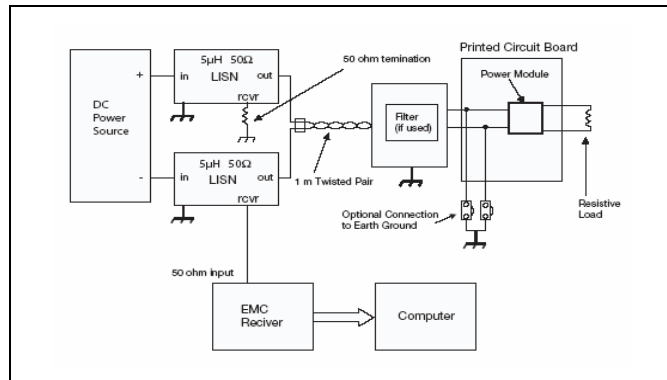 5µH 50Ω
LISN
in
out
rcvr
50 ohm temination
+
DC
Power
Source
-
5µH 50Ω
LISN
in
out
rcvr
1 m Twisted Pair
Filter
(if used)
Printed Circuit Board
Power Module
Resistive
Load
Optional Connection
to Earth Ground
50 ohm input
EMC
Reciver
Computer